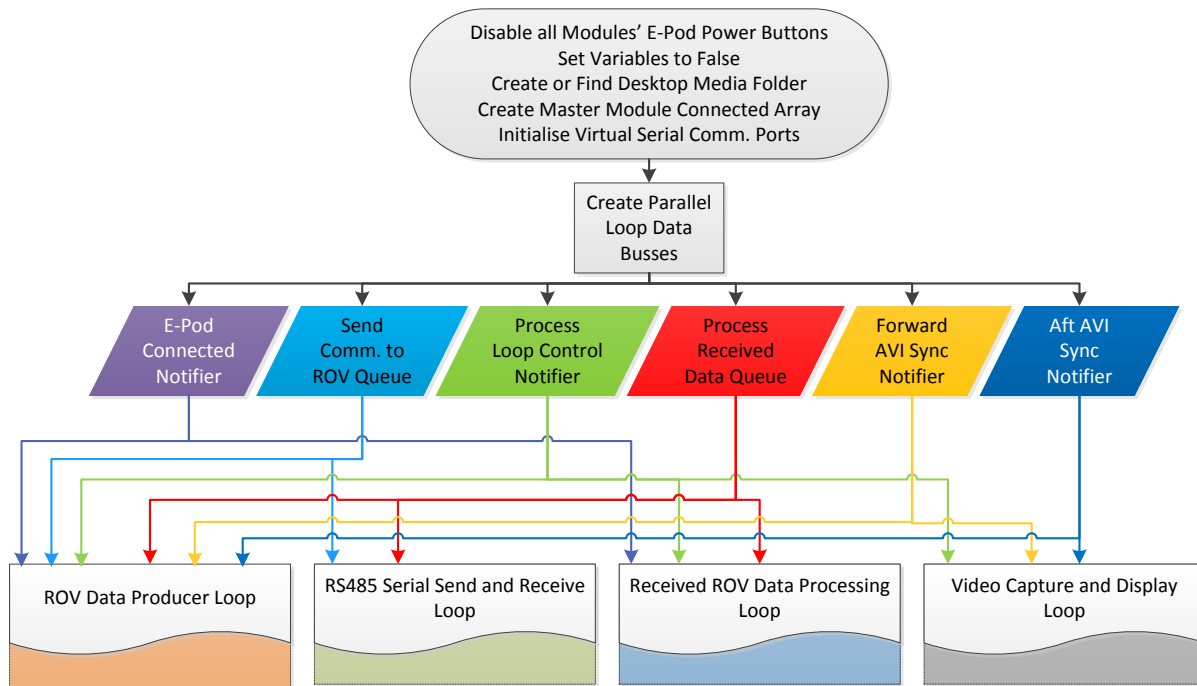 Disable all Modules’ E-Pod Power Buttons
Set Variables to False
Create or Find Desktop Media Folder
Create Master Module Connected Array
Initialise Virtual Serial Comm. Ports
Create Parallel
Loop Data
Busses
E-Pod
Connected
Notifier
Send
Comm. to
ROV Queue
Process
Loop Control
Notifier
Process
Received
Data Queue
Forward
AVI Sync
Notifier
Aft AVI
Sync
Notifier
ROV Data Producer Loop
RS485 Serial Send and Receive
Loop
Received ROV Data Processing
Loop
Video Capture and Display
Loop